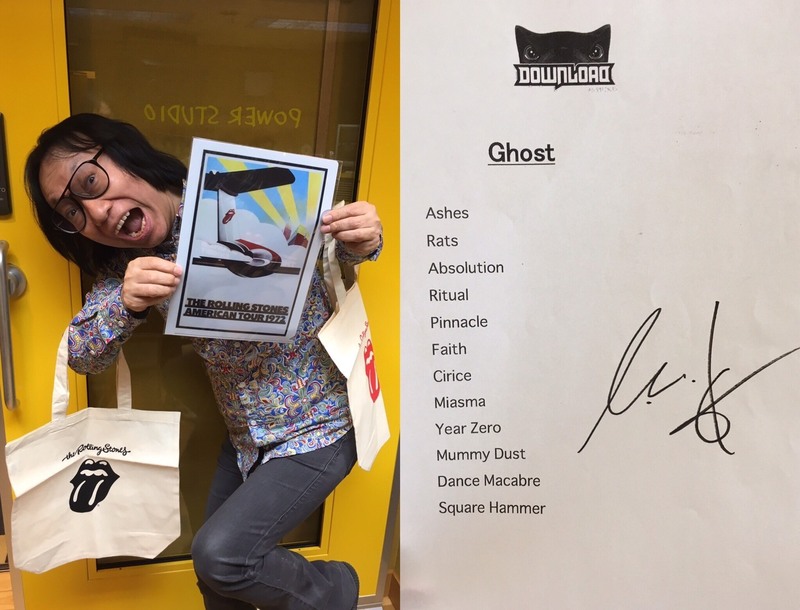 POWER STUDIO
THE ROLLING STONES
AMERICAN TOUR 1972
the Rolling Stones
DOWNLOAD
Ghost
Ashes
Rats
Absolution
Ritual
Pinnacle
Faith
Cirice
Miasma
Year Zero
Mummy Dust
Dance Macabre
Square Hammer